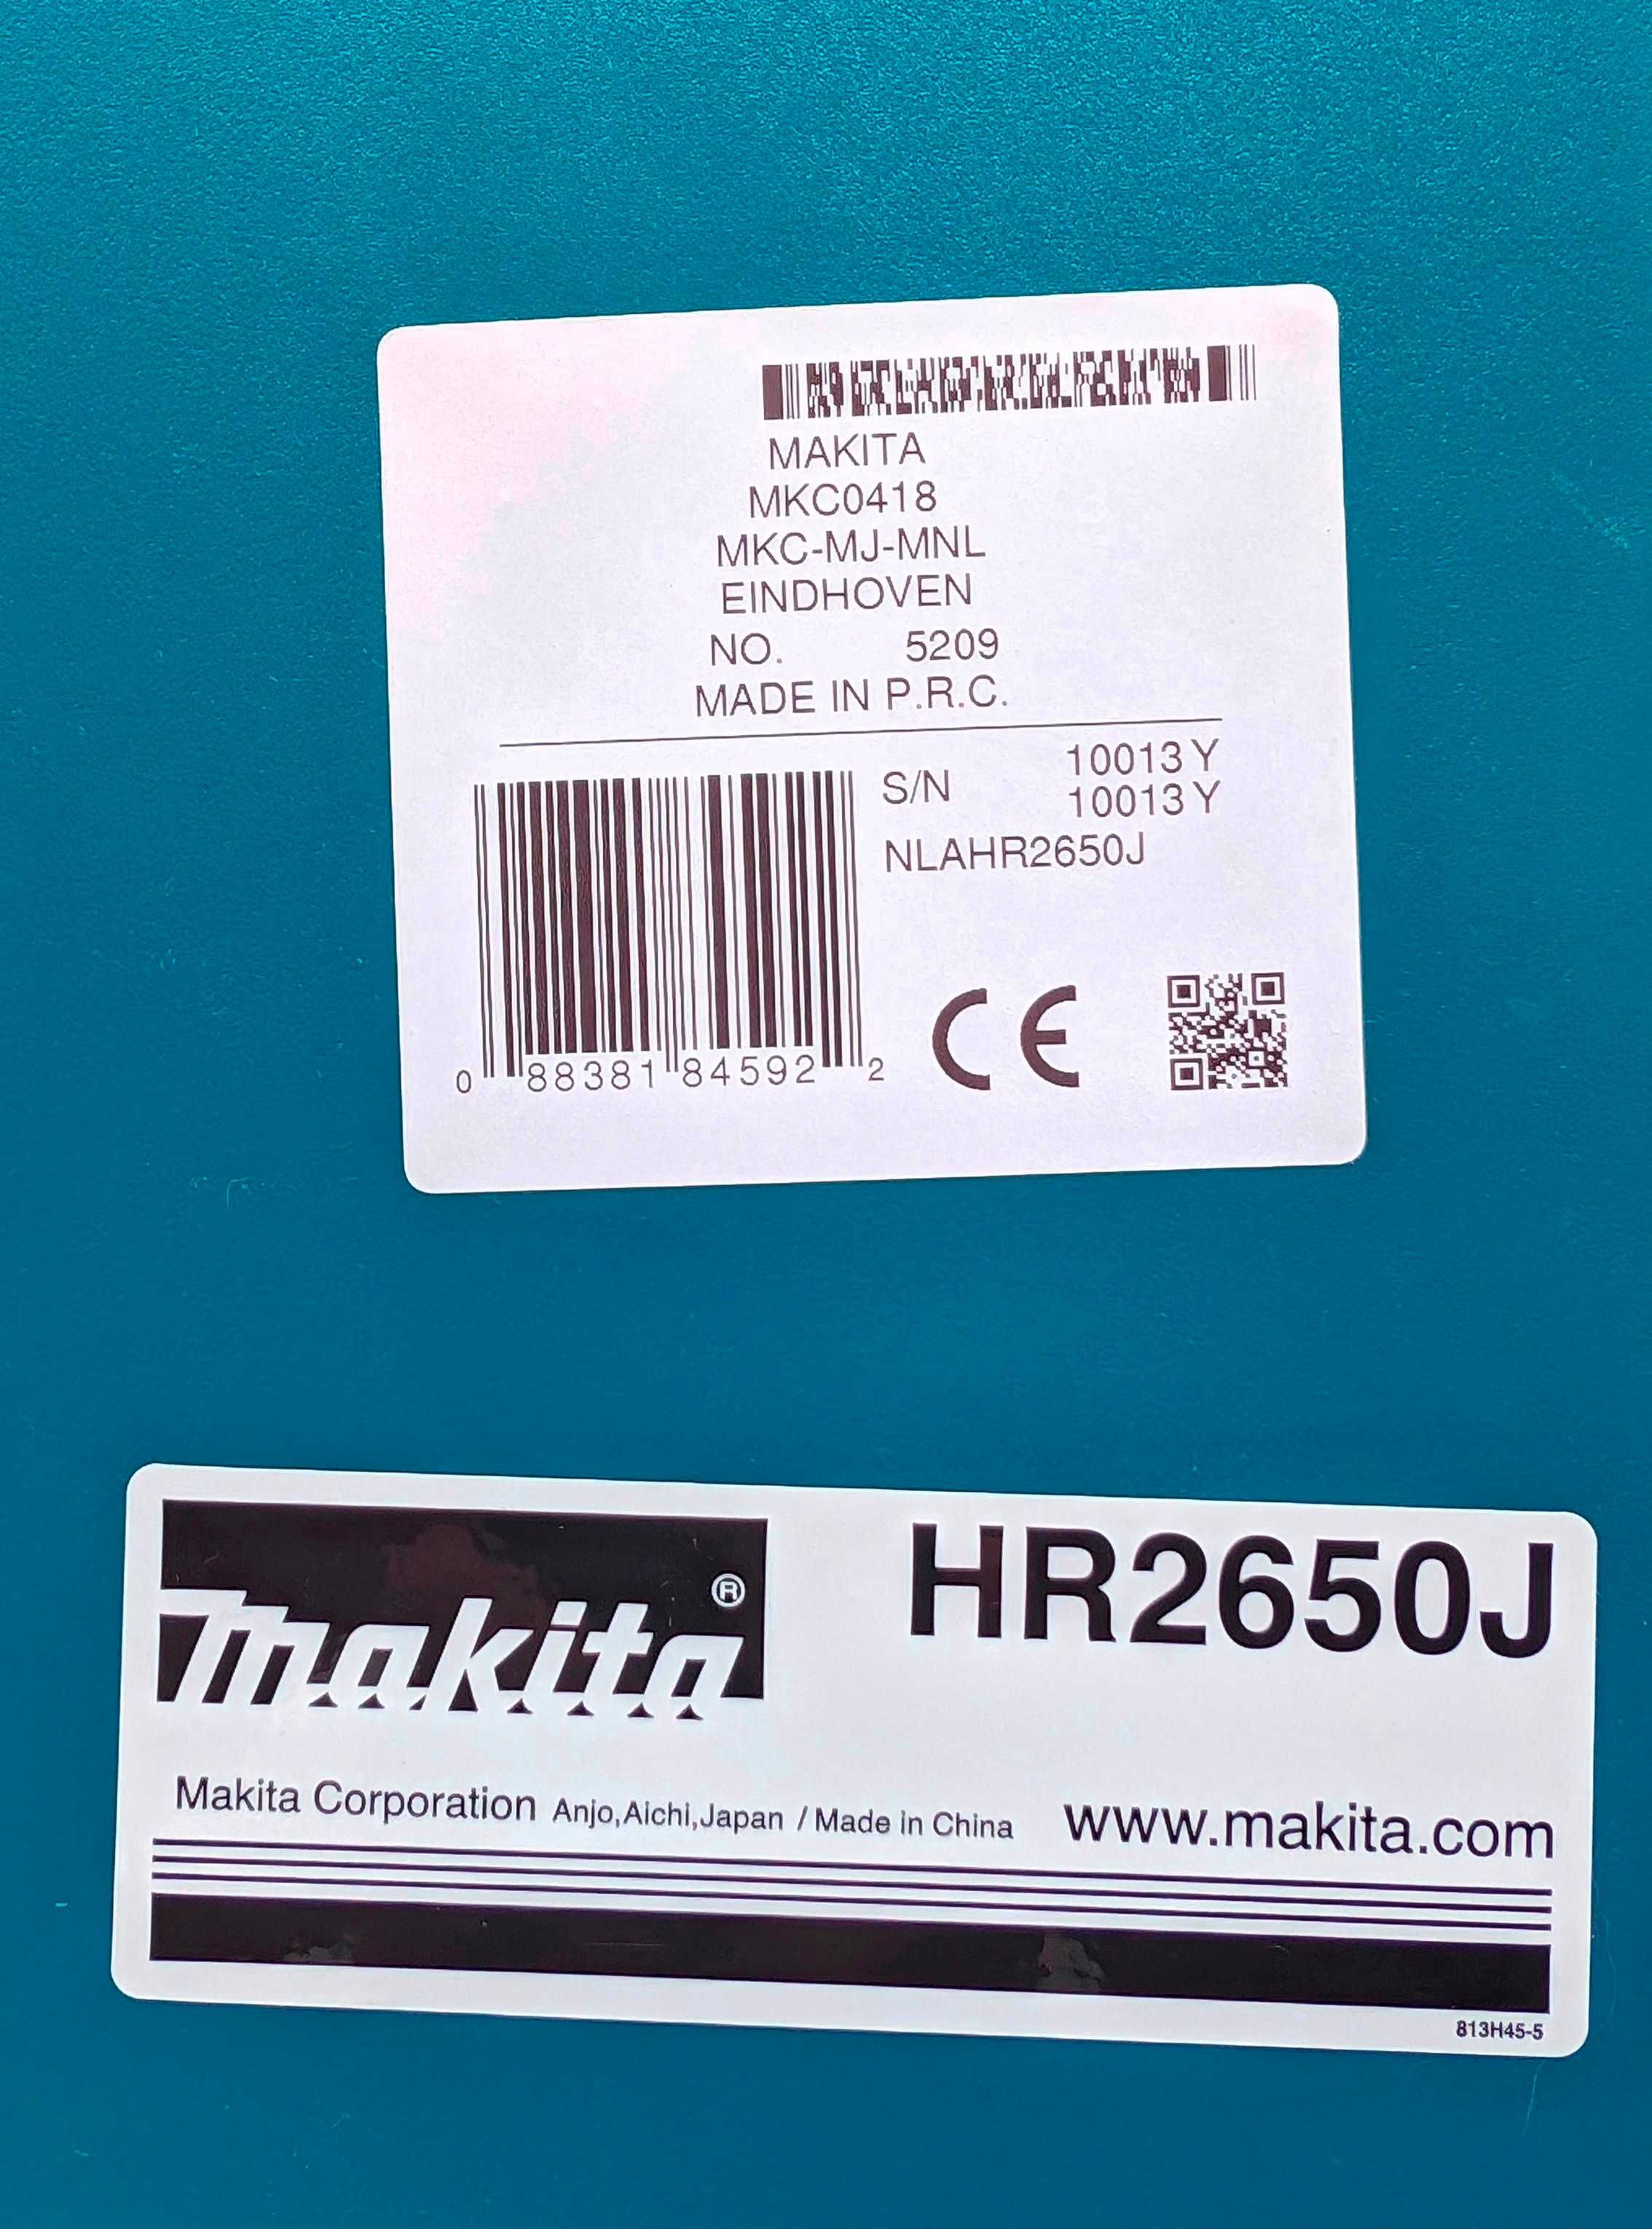 MAKITA
MKC0418
MKC-MJ-MNL
EINDHOVEN
NO. 5209
MADE IN P.R.C.
S/N 10013 Y
10013 Y
NLAHR2650J
0 88381 84592 2
CE
makita®
HR2650J
Makita Corporation Anjo,Aichi,Japan / Made in China www.makita.com
813H45-5